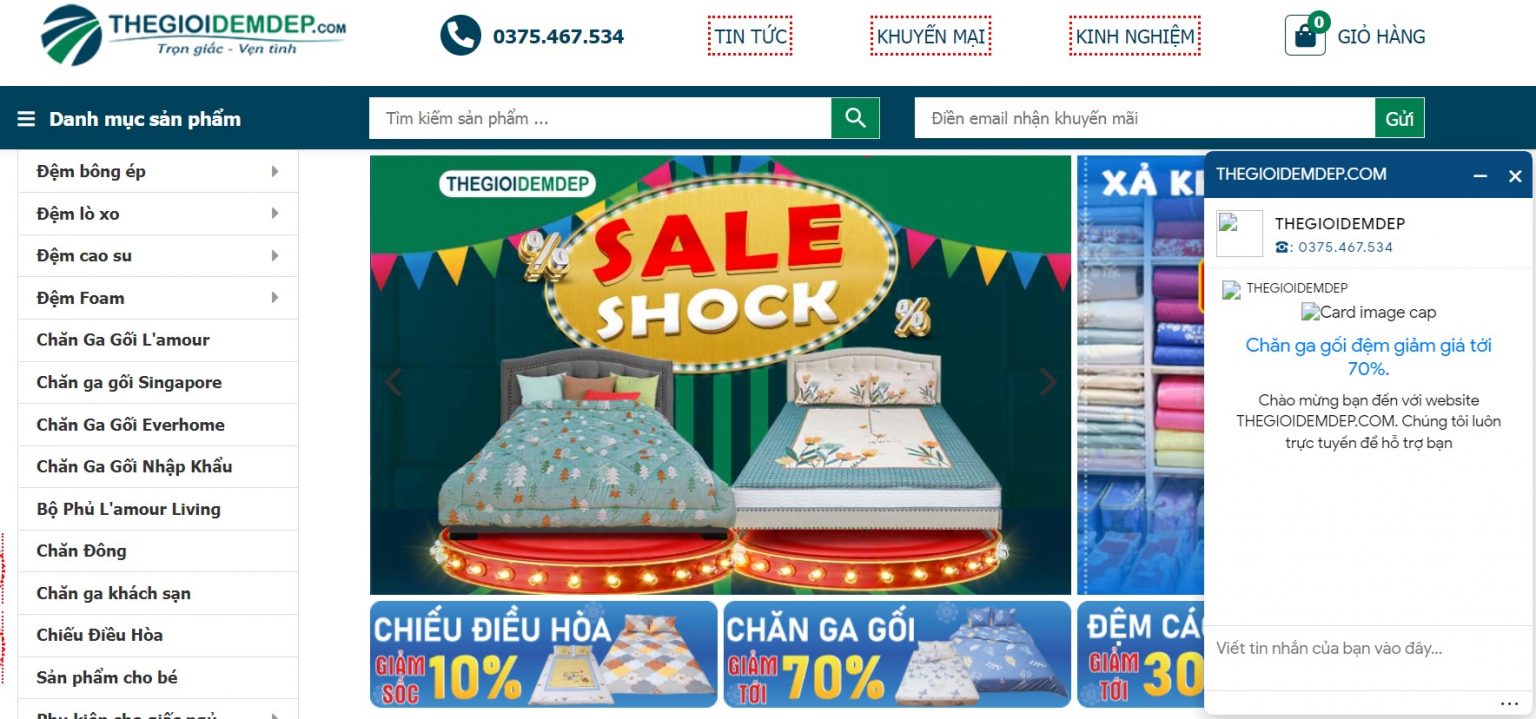 THEGIOIDEMDEP.COM
Trọn giấc - Vẹn tình
0375.467.534
TIN TỨC
KHUYẾN MẠI
KINH NGHIỆM
0
GIỎ HÀNG
Danh mục sản phẩm
Tìm kiếm sản phẩm ...
Điền email nhận khuyến mãi
Gửi
Đệm bông ép
Đệm lò xo
Đệm cao su
Đệm Foam
Chăn Ga Gối L'amour
Chăn ga gối Singapore
Chăn Ga Gối Everhome
Chăn Ga Gối Nhập Khẩu
Bộ Phủ L'amour Living
Chăn Đông
Chăn ga khách sạn
Chiếu Điều Hòa
Sản phẩm cho bé
Phụ kiện cho giấc ngủ
THEGIOIDEMDEP
%
SALE
SHOCK
%
XẢ
CHIẾU ĐIỀU HÒA
GIẢM
SỐC
10%
CHĂN GA GỐI
GIẢM
TỚI
70%
ĐỆM
GIẢM
TỚI
30
THEGIOIDEMDEP.COM
THEGIOIDEMDEP
: 0375.467.534
THEGIOIDEMDEP
Card image cap
Chăn ga gối đệm giảm giá tới
70%.
Chào mừng bạn đến với website
THEGIOIDEMDEP.COM. Chúng tôi luôn
trực tuyến để hỗ trợ bạn
Viết tin nhắn của bạn vào đây...
...